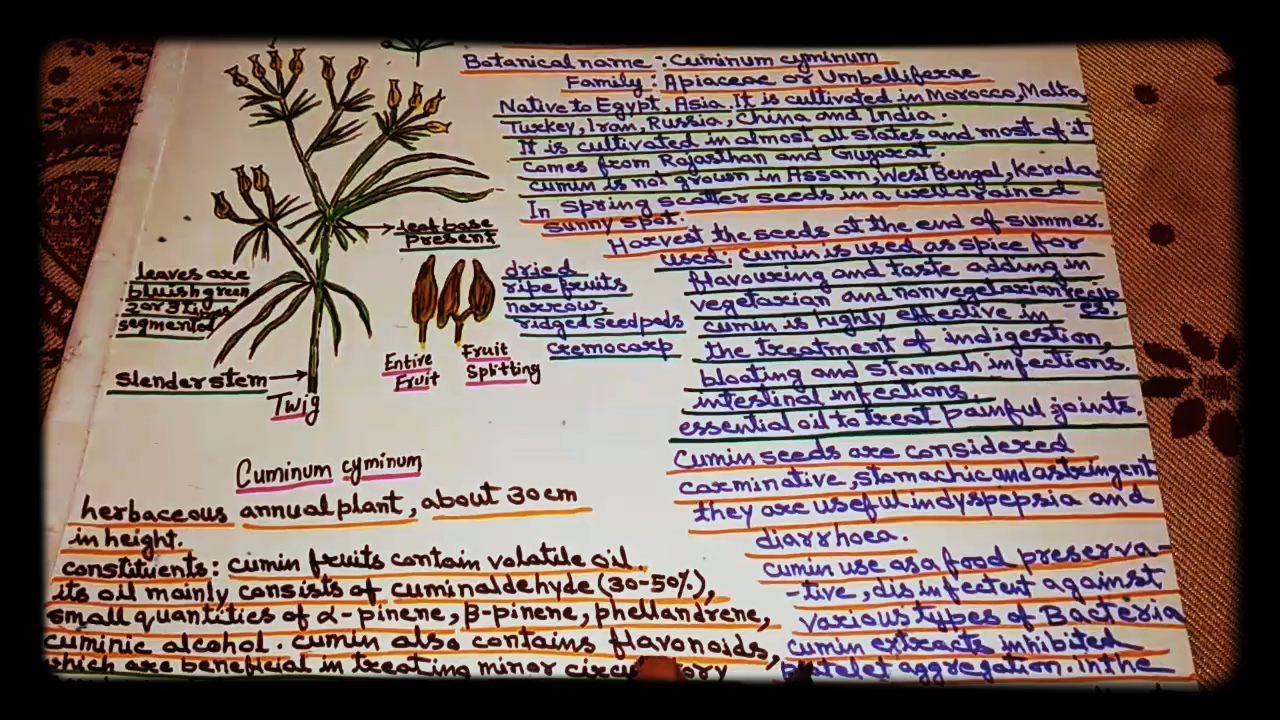 Botanical name: Cuminum cyminum
Family: Apiaceae or Umbelliferae
Native to Egypt, Asia. It is cultivated in Morocco, Malta,
Turkey, Iran, Russia, China and India.
It is cultivated in almost all states and most of it
comes from Rajasthan and Gujarat.
cumin is not grown in Assam, West Bengal, Kerala
In spring scatter seeds in a well drained
sunny spot.
Harvest the seeds at the end of summer.
used: cumin is used as spice for
flavouring and taste adding in
vegetarian and nonvegetarian recip
-es.
cumin is highly effective in
the treatment of indigestion,
bloating and stomach infections.
intestinal infections.
essential oil to treat painful joints.
Cumin seeds are considered
carminative, stomachic and astringent
they are useful in dyspepsia and
diarrhoea.
cumin use as a food preserva-
-tive, disinfectent against
various types of Bacteria
cumin extracts inhibited
platelet aggregation. In the
leaf base
present
leaves are
bluish green
2 or 3 times
segmented
slender stem
Twig
dried
ripe fruits
narrow,
ridged seed pods
cremocarp
Entire
Fruit
Fruit
Splitting
Cuminum cyminum
herbaceous annual plant, about 30 cm
in height.
constituents: cumin fruits contain volatile oil.
its oil mainly consists of cuminaldehyde (30-50%),
small quantities of α-pinene, β-pinene, phellandrene,
cuminic alcohol. cumin also contains flavonoids,
which are beneficial in treating minor